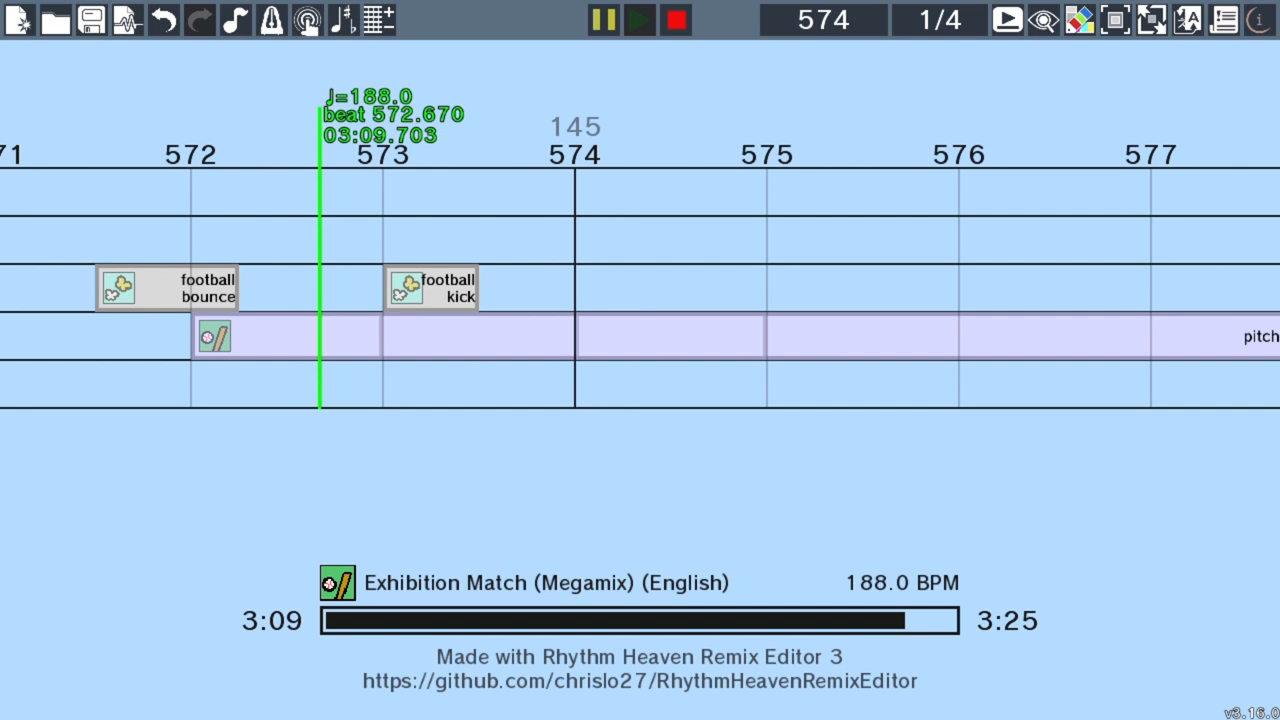 574
1/4
♩=188.0
beat 572.670
03:09.703
145
71
572
573
574
575
576
577
football
bounce
football
kick
pitch
Exhibition Match (Megamix) (English)
188.0 BPM
3:09
3:25
Made with Rhythm Heaven Remix Editor 3
https://github.com/chrislo27/RhythmHeavenRemixEditor
v3.16.0